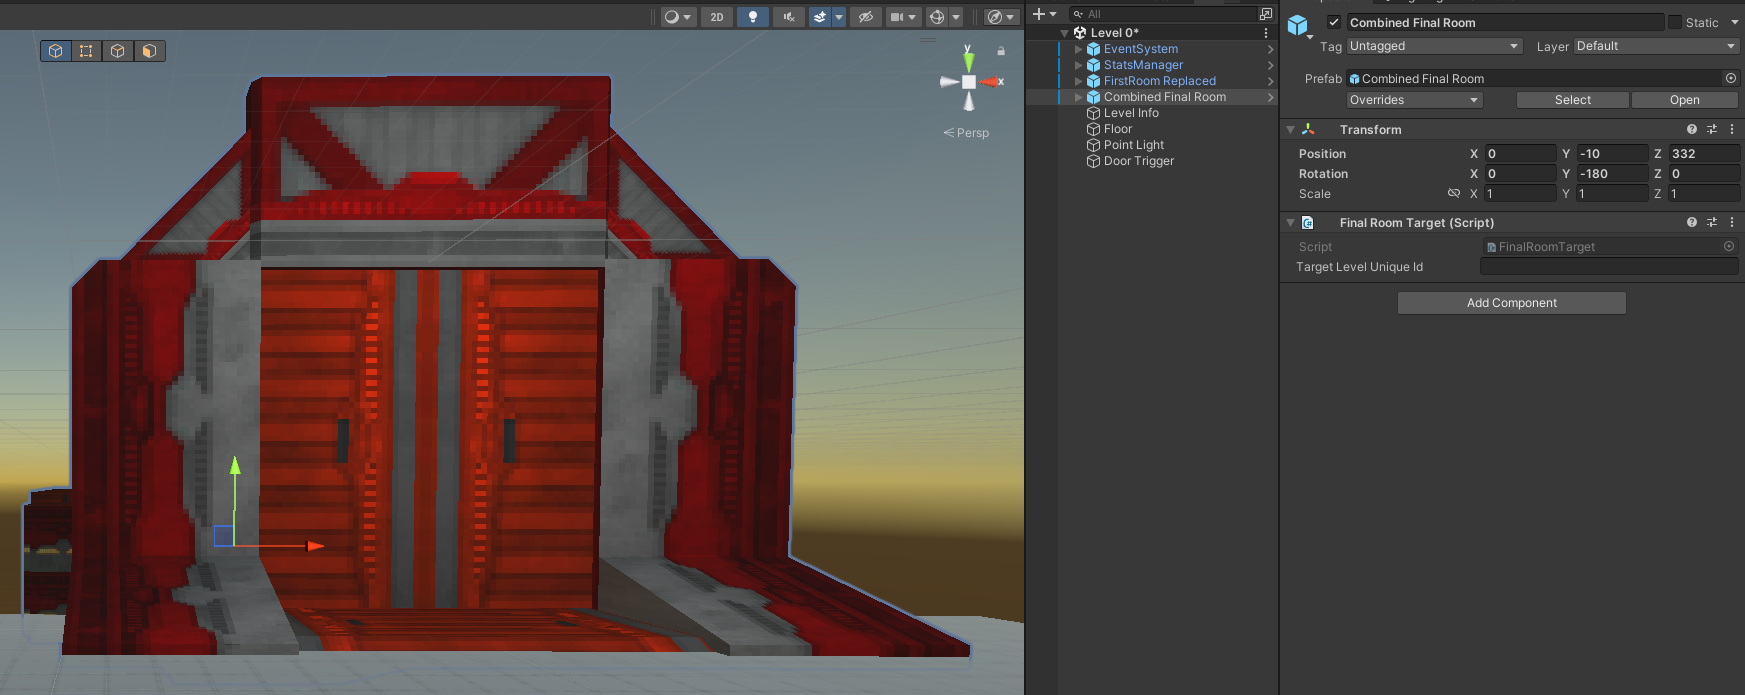 2D
All
Level 0*
EventSystem
StatsManager
FirstRoom Replaced
Combined Final Room
Level Info
Floor
Point Light
Door Trigger
y
x
Persp
Combined Final Room
Static
Tag Untagged
Layer Default
Prefab Combined Final Room
Overrides
Select
Open
Transform
Position X 0 Y -10 Z 332
Rotation X 0 Y -180 Z 0
Scale X 1 Y 1 Z 1
Final Room Target (Script)
Script FinalRoomTarget
Target Level Unique Id
Add Component